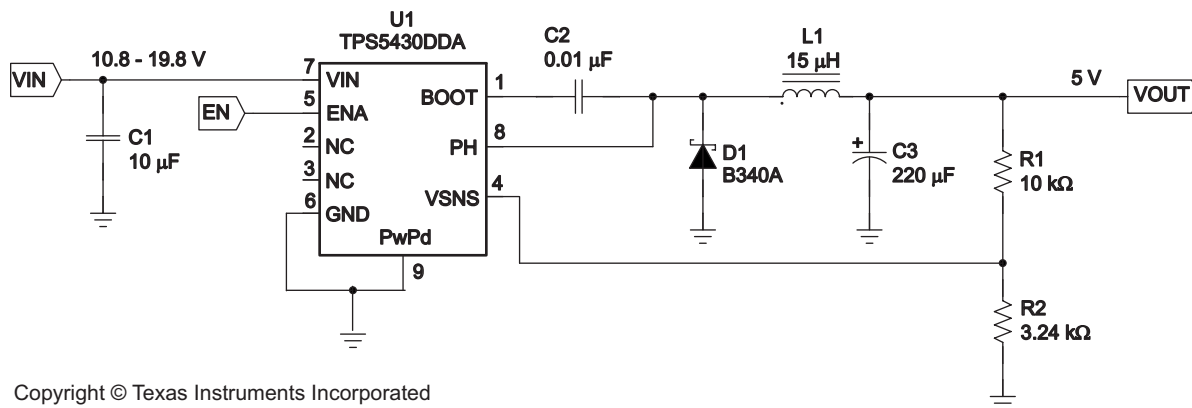 U1
TPS5430DDA
VIN
10.8 - 19.8 V
C1
10 μF
EN
7
VIN
5
ENA
2
NC
3
NC
6
GND
PwPd
9
BOOT
1
PH
8
VSNS
4
C2
0.01 μF
D1
B340A
L1
15 μH
+
C3
220 μF
5 V
VOUT
R1
10 kΩ
R2
3.24 kΩ
Copyright © Texas Instruments Incorporated